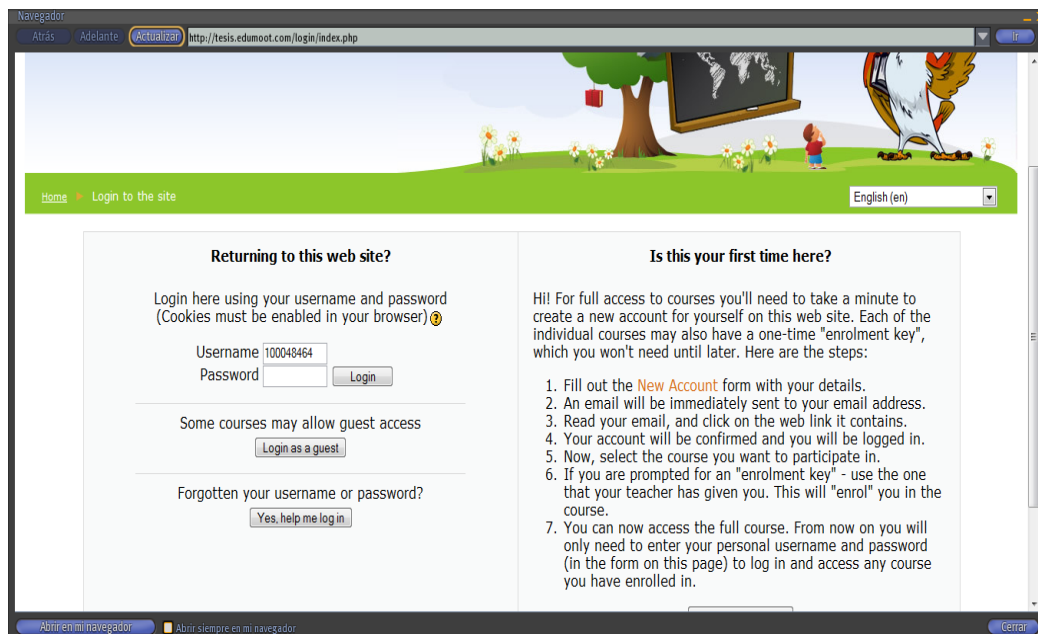 Navegador
Atrás Adelante Actualizar http://tesis.edumoot.com/login/index.php Ir
Home Login to the site English (en)
Returning to this web site?
Login here using your username and password
(Cookies must be enabled in your browser) ?
Username 100048464
Password Login
Some courses may allow guest access
Login as a guest
Forgotten your username or password?
Yes, help me log in
Is this your first time here?
Hi! For full access to courses you'll need to take a minute to
create a new account for yourself on this web site. Each of the
individual courses may also have a one-time "enrolment key",
which you won't need until later. Here are the steps:
1. Fill out the New Account form with your details.
2. An email will be immediately sent to your email address.
3. Read your email, and click on the web link it contains.
4. Your account will be confirmed and you will be logged in.
5. Now, select the course you want to participate in.
6. If you are prompted for an "enrolment key" - use the one
that your teacher has given you. This will "enrol" you in the
course.
7. You can now access the full course. From now on you will
only need to enter your personal username and password
(in the form on this page) to log in and access any course
you have enrolled in.
Abrir en mi navegador Abrir siempre en mi navegador Cerrar